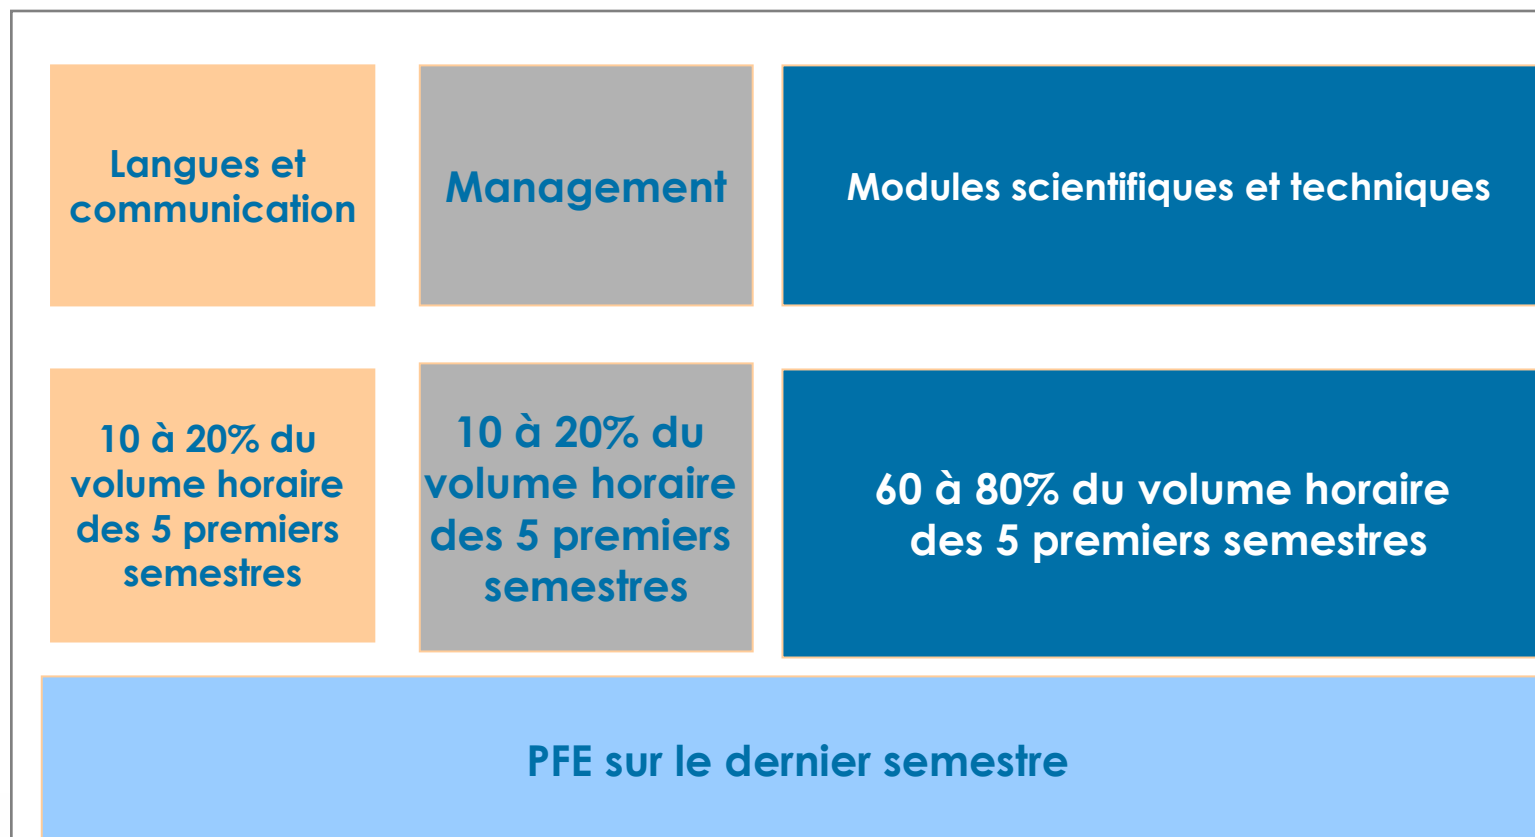 Langues et
communication
Management
Modules scientifiques et techniques
10 à 20% du
volume horaire
des 5 premiers
semestres
10 à 20% du
volume horaire
des 5 premiers
semestres
60 à 80% du volume horaire
des 5 premiers semestres
PFE sur le dernier semestre